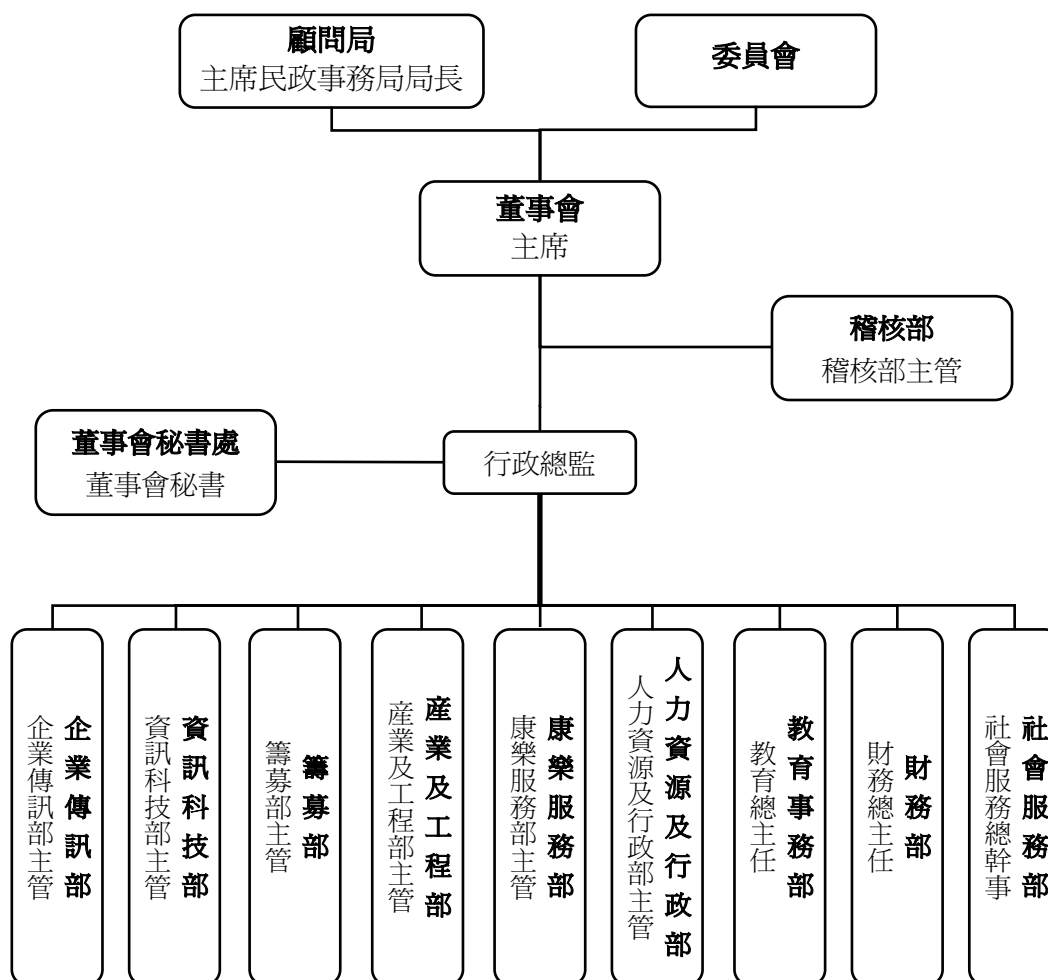 顧問局
主席民政事務局局長
委員會
董事會
主席
稽核部
稽核部主管
董事會秘書處
董事會秘書
行政總監
企業傳訊部
企業傳訊部主管
資訊科技部
資訊科技部主管
籌募部
籌募部主管
産業及工程部
産業及工程部主管
康樂服務部
康樂服務部主管
人力資源及行政部
人力資源及行政部主管
教育事務部
教育總主任
財務部
財務總主任
社會服務部
社會服務總幹事